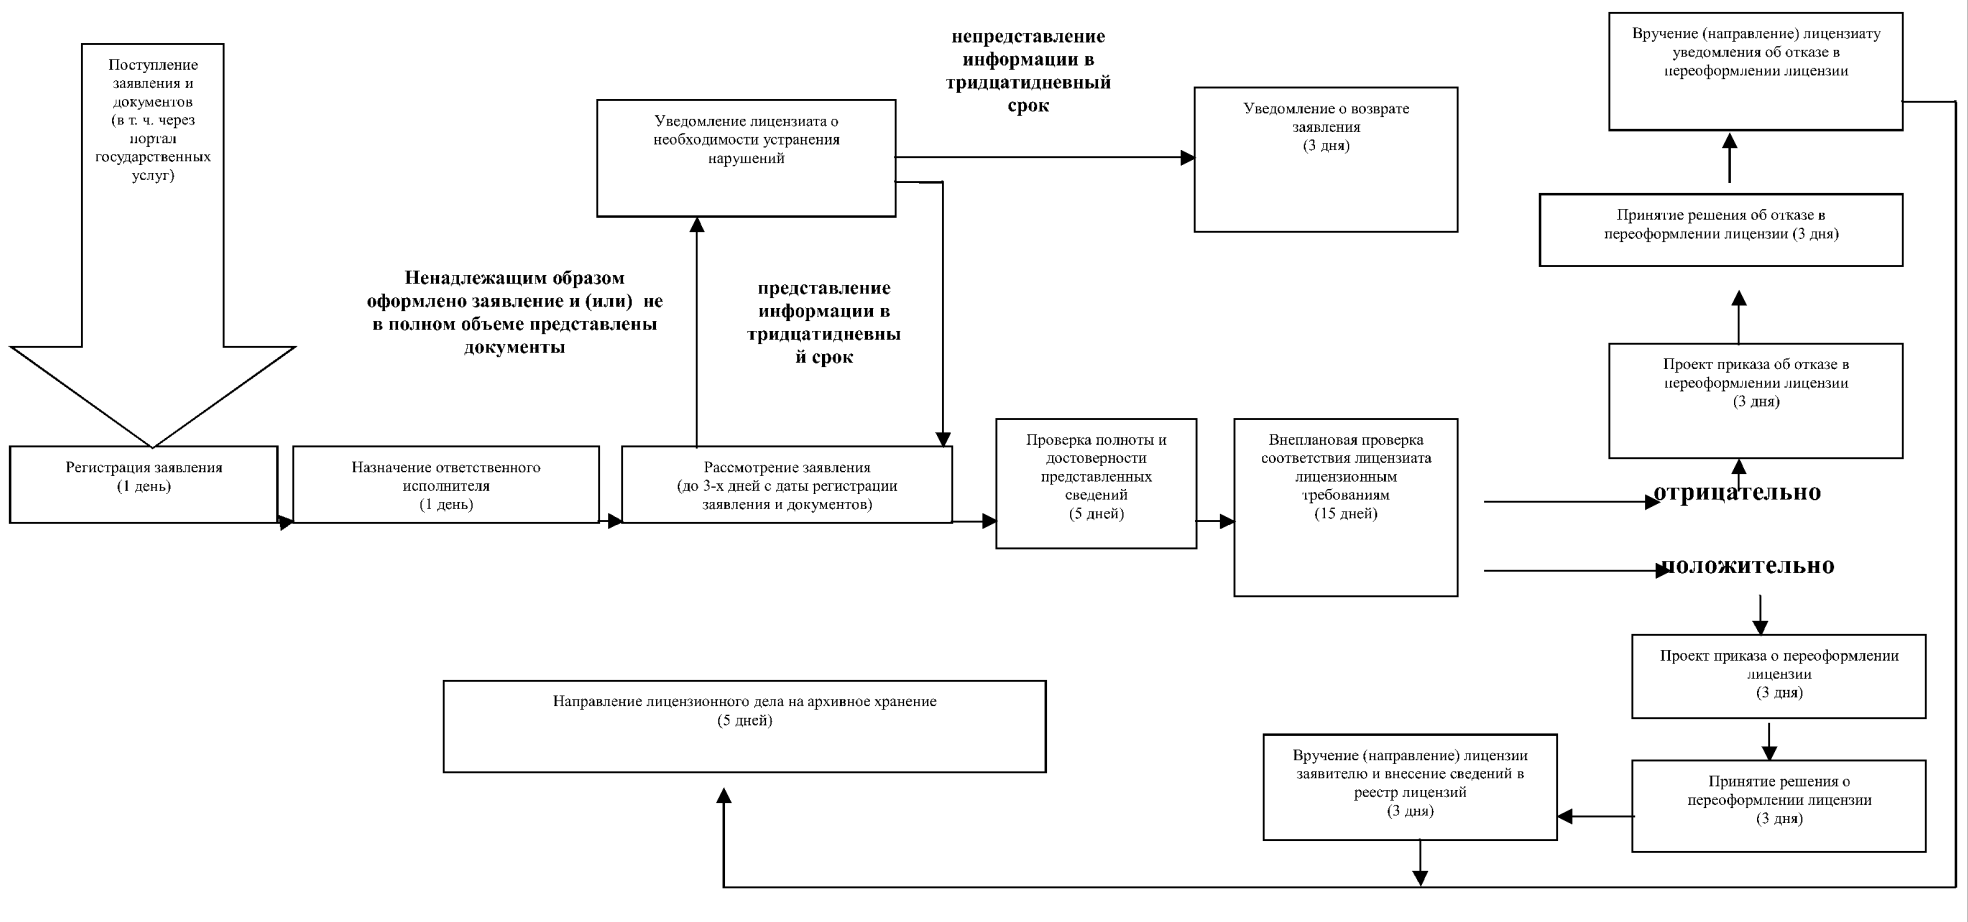 Поступление
заявления и
документов
(в т. ч. через
портал
государственных
услуг)
Регистрация заявления
(1 день)
Назначение ответственного
исполнителя
(1 день)
Рассмотрение заявления
(до 3-х дней с даты регистрации
заявления и документов)
Ненадлежащим образом
оформлено заявление и (или) не
в полном объеме представлены
документы
Уведомление лицензиата о
необходимости устранения
нарушений
представление
информации в
тридцатидневны
й срок
непредставление
информации в
тридцатидневный
срок
Уведомление о возврате
заявления
(3 дня)
Проверка полноты и
достоверности
представленных
сведений
(5 дней)
Внеплановая проверка
соответствия лицензиата
лицензионным
требованиям
(15 дней)
отрицательно
Проект приказа об отказе в
переоформлении лицензии
(3 дня)
Принятие решения об отказе в
переоформлении лицензии (3 дня)
Вручение (направление) лицензиату
уведомления об отказе в
переоформлении лицензии
положительно
Проект приказа о переоформлении
лицензии
(3 дня)
Принятие решения о
переоформлении лицензии
(3 дня)
Вручение (направление) лицензии
заявителю и внесение сведений в
реестр лицензий
(3 дня)
Направление лицензионного дела на архивное хранение
(5 дней)